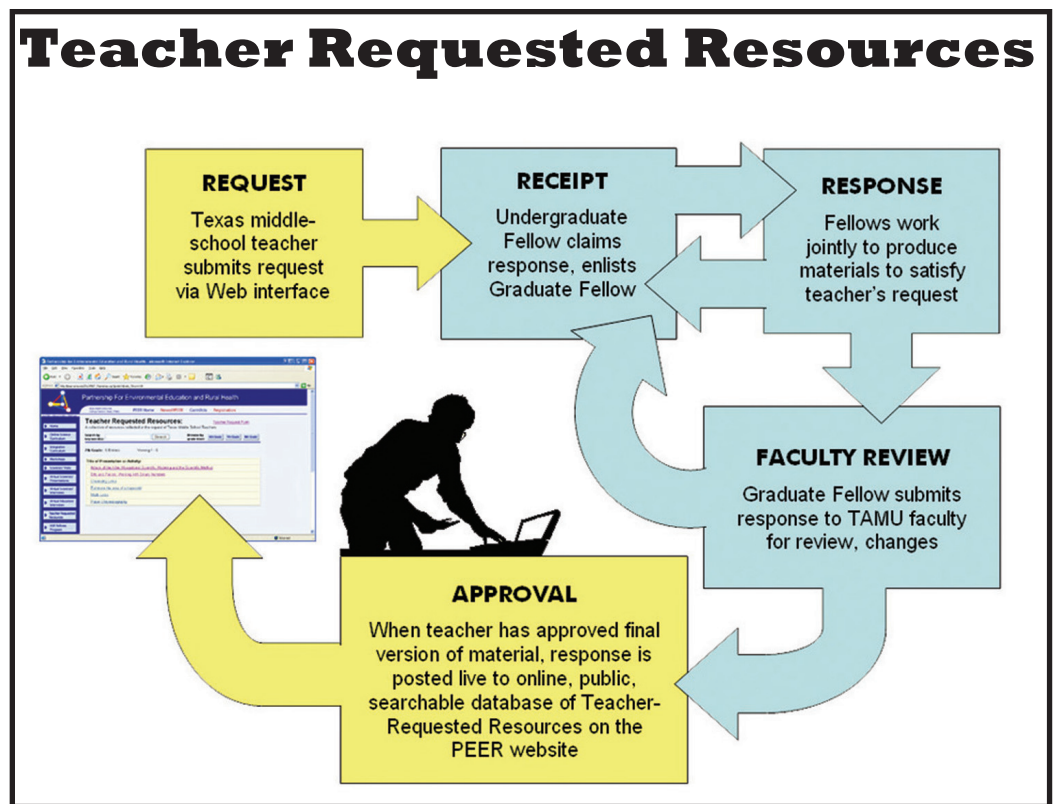 Teacher Requested Resources
REQUEST
Texas middle-
school teacher
submits request
via Web interface
RECEIPT
Undergraduate
Fellow claims
response, enlists
Graduate Fellow
RESPONSE
Fellows work
jointly to produce
materials to satisfy
teacher's request
FACULTY REVIEW
Graduate Fellow submits
response to TAMU faculty
for review, changes
APPROVAL
When teacher has approved final
version of material, response is
posted live to online, public,
searchable database of Teacher-
Requested Resources on the
PEER website
Partnership For Environmental Education and Rural Health
Teacher Requested Resources: